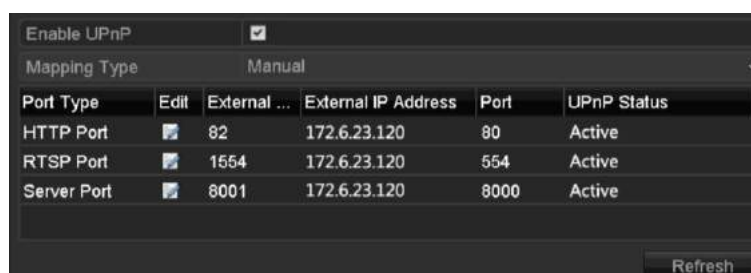 Enable UPnP
Mapping Type Manual
Port Type Edit External ... External IP Address Port UPnP Status
HTTP Port 82 172.6.23.120 80 Active
RTSP Port 1554 172.6.23.120 554 Active
Server Port 8001 172.6.23.120 8000 Active
Refresh